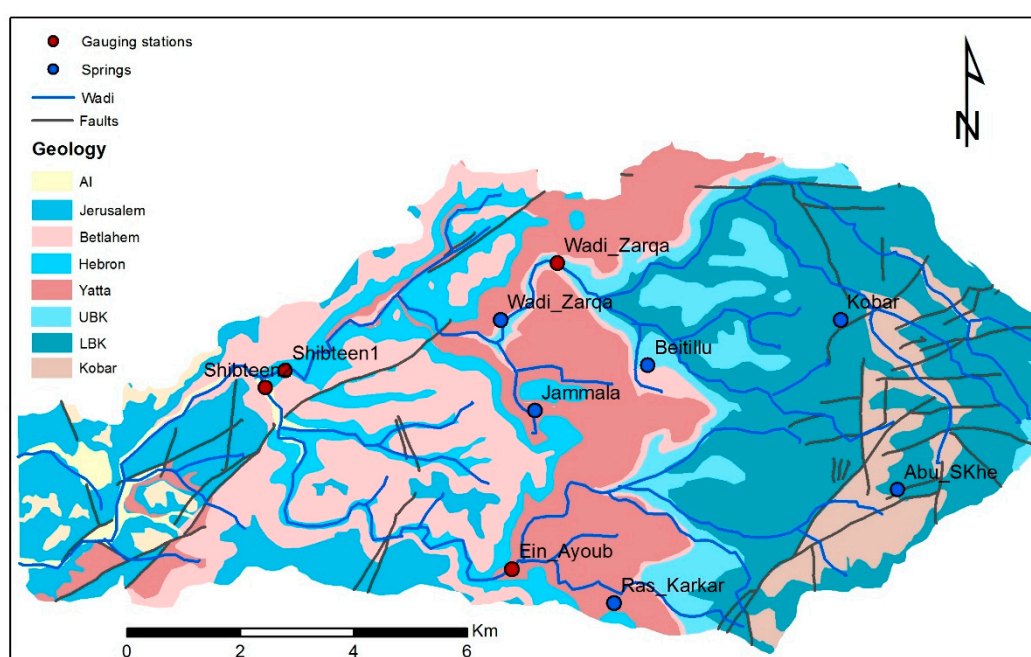 Gauging stations
Springs
Wadi
Faults
Geology
Al
Jerusalem
Betlahem
Hebron
Yatta
UBK
LBK
Kobar
N
Wadi_Zarqa
Wadi_Zarqa
Kobar
Shibteen1
Shibteen
Beitillu
Jammala
Abu_SKhe
Ein_Ayoub
Ras_Karkar
Km
0 2 4 6